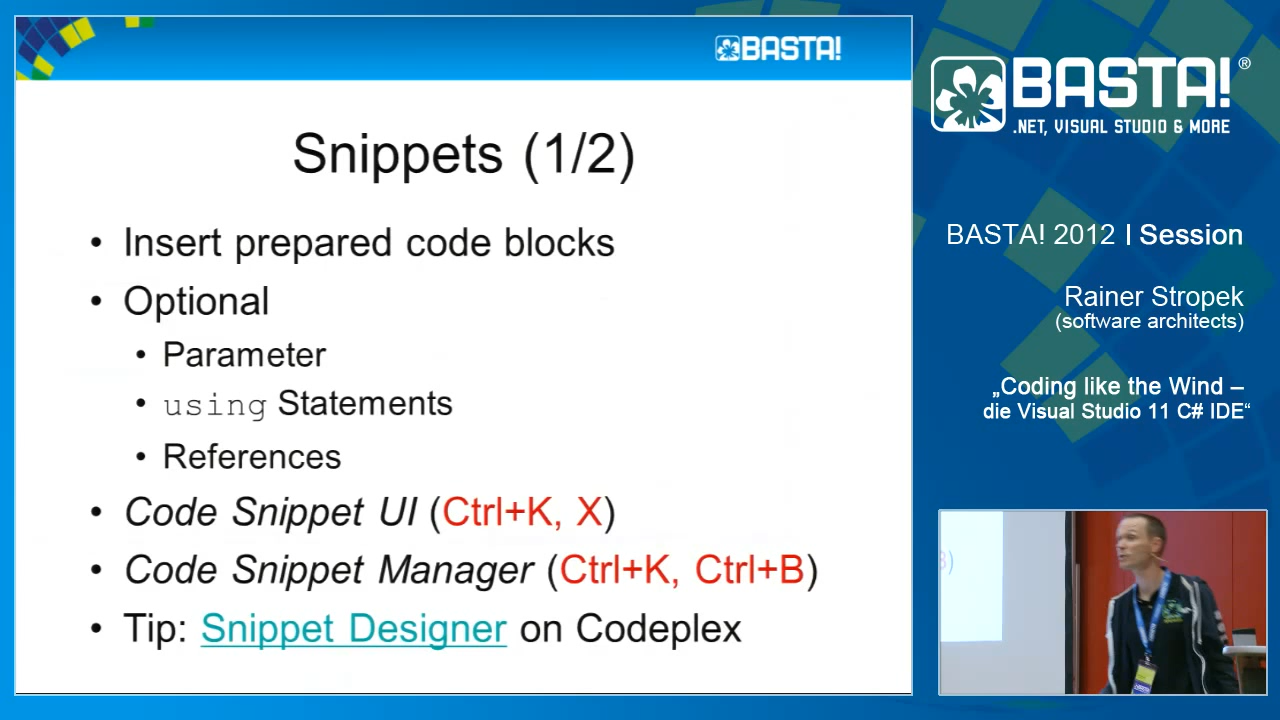 BASTA!
Snippets (1/2)
• Insert prepared code blocks
• Optional
• Parameter
• using Statements
• References
• Code Snippet UI (Ctrl+K, X)
• Code Snippet Manager (Ctrl+K, Ctrl+B)
• Tip: Snippet Designer on Codeplex
BASTA!®
.NET, VISUAL STUDIO & MORE
BASTA! 2012 I Session
Rainer Stropek
(software architects)
„Coding like the Wind –
die Visual Studio 11 C# IDE“
B)